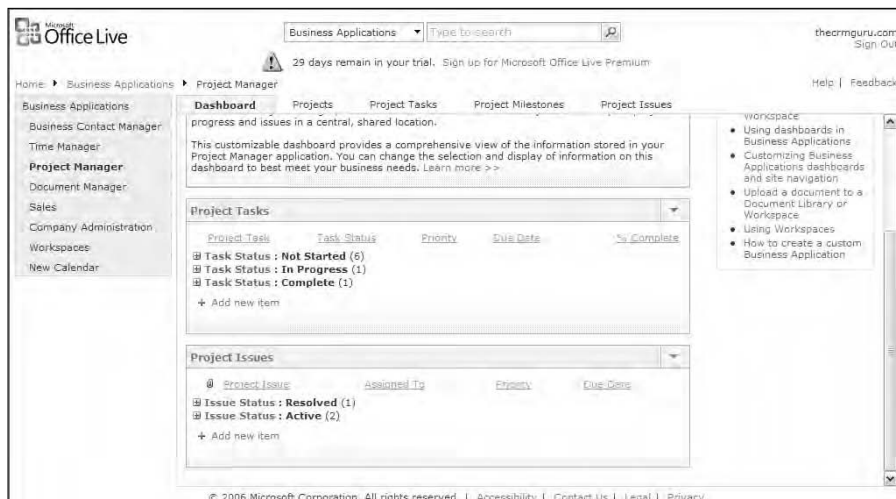 Microsoft
Office Live
Business Applications
Type to search
thecrmguru.com
Sign Out
29 days remain in your trial. Sign up for Microsoft Office Live Premium
Home Business Applications Project Manager
Help | Feedback
Business Applications
Business Contact Manager
Time Manager
Project Manager
Document Manager
Sales
Company Administration
Workspaces
New Calendar
Dashboard Projects Project Tasks Project Milestones Project Issues
progress and issues in a central, shared location.
This customizable dashboard provides a comprehensive view of the information stored in your
Project Manager application. You can change the selection and display of information on this
dashboard to best meet your business needs. Learn more >>
Project Tasks
Project Task Task Status Priority Due Date % Complete
Task Status : Not Started (6)
Task Status : In Progress (1)
Task Status : Complete (1)
+ Add new item
Project Issues
Project Issue Assigned To Priority Due Date
Issue Status : Resolved (1)
Issue Status : Active (2)
+ Add new item
Workspace
• Using dashboards in
Business Applications
• Customizing Business
Applications dashboards
and site navigation
• Upload a document to a
Document Library or
Workspace
• Using Workspaces
• How to create a custom
Business Application
© 2006 Microsoft Corporation. All rights reserved. | Accessibility | Contact Us | Legal | Privacy